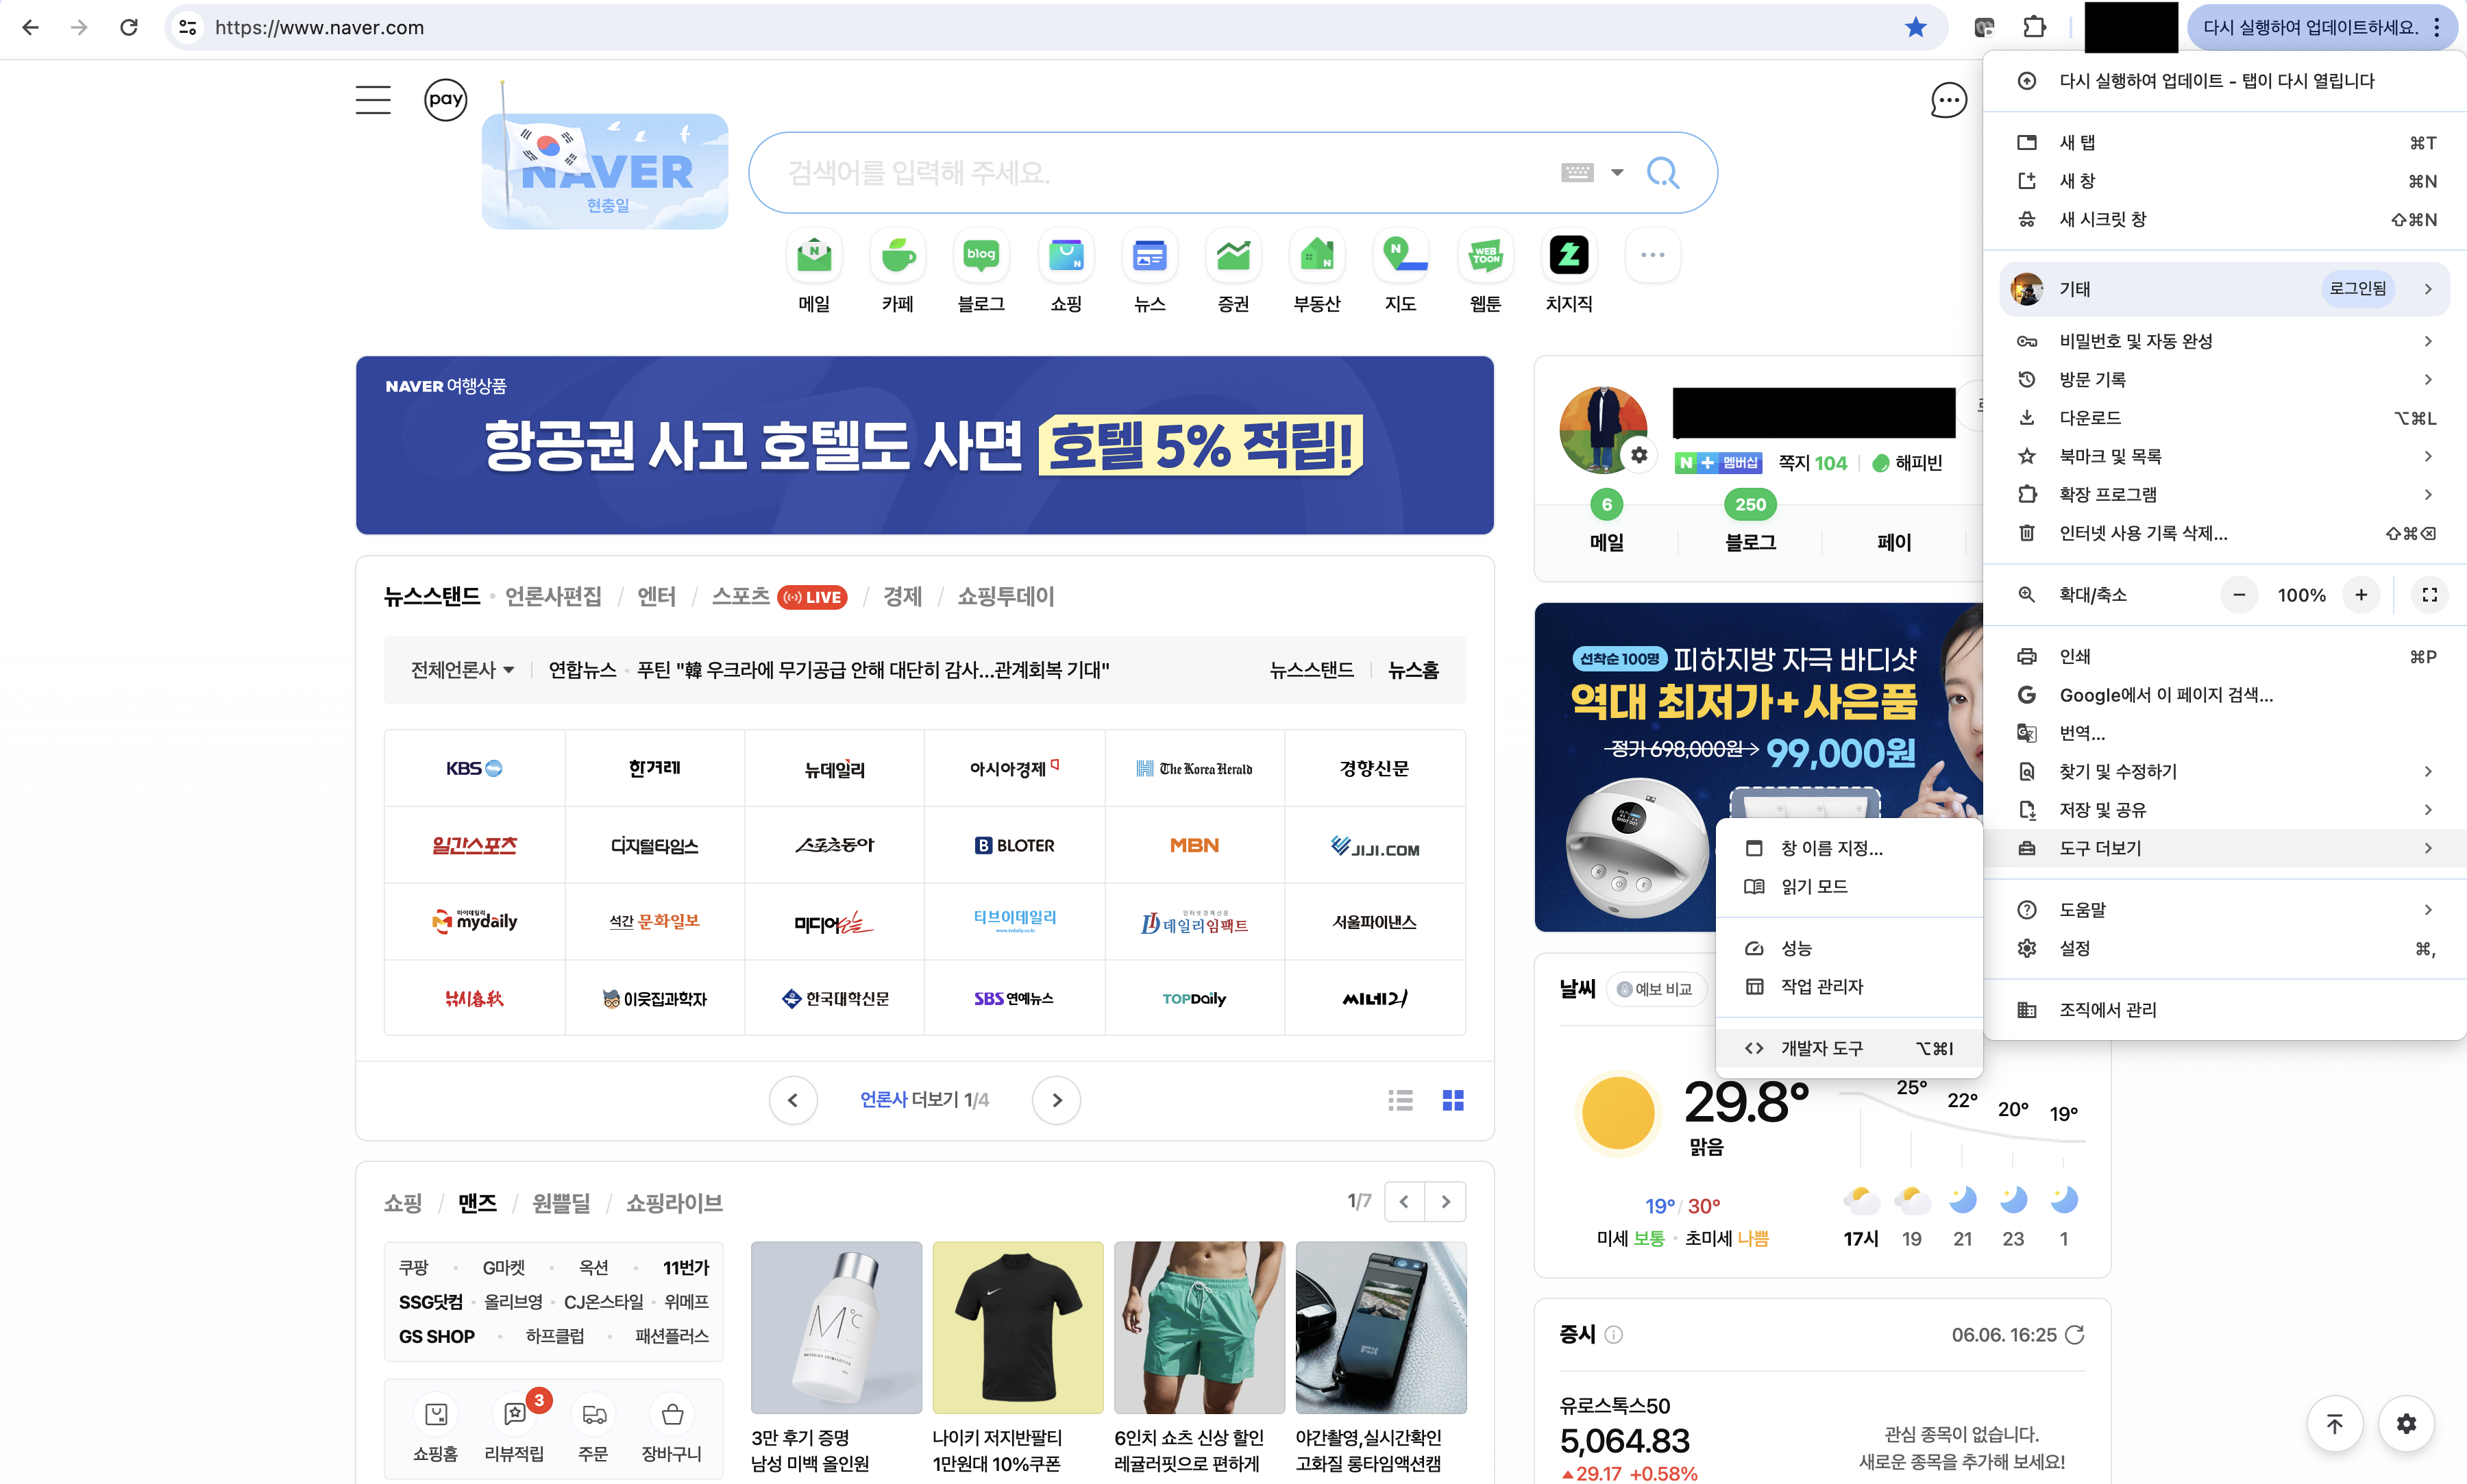 https://www.naver.com
다시 실행하여 업데이트하세요.
다시 실행하여 업데이트 - 탭이 다시 열립니다
새 탭 ⌘T
새 창 ⌘N
새 시크릿 창 ⇧⌘N
기태 로그인됨
비밀번호 및 자동 완성
방문 기록
다운로드 ⌥⌘L
북마크 및 목록
확장 프로그램
인터넷 사용 기록 삭제... ⇧⌘⌫
확대/축소 − 100% +
인쇄 ⌘P
Google에서 이 페이지 검색...
번역...
찾기 및 수정하기
저장 및 공유
도구 더보기
도움말
설정 ⌘,
조직에서 관리
창 이름 지정...
읽기 모드
성능
작업 관리자
개발자 도구 ⌥⌘I
pay
NAVER
현충일
검색어를 입력해 주세요.
N blog N N WEB TOON
메일 카페 블로그 쇼핑 뉴스 증권 부동산 지도 웹툰 치지직
NAVER 여행상품
항공권 사고 호텔도 사면 호텔 5% 적립!
N + 멤버십 쪽지 104 해피빈
6 250
메일 블로그 페이
뉴스스탠드 · 언론사편집 / 엔터 / 스포츠 LIVE / 경제 / 쇼핑투데이
전체언론사 연합뉴스 · 푸틴 "韓 우크라에 무기공급 안해 대단히 감사...관계회복 기대" 뉴스스탠드 뉴스홈
KBS 한겨레 뉴데일리 아시아경제 The Korea Herald 경향신문
일간스포츠 디지털타임스 스포츠동아 B BLOTER MBN JIJI.COM
마이데일리 mydaily 석간 문화일보 미디어오늘 티브이데일리 www.tvdaily.co.kr 인터넷경제신문 데일리임팩트 서울파이낸스
낚시春秋 이웃집과학자 한국대학신문 SBS 연예뉴스 TOPDaily 씨네21
언론사 더보기 1/4
선착순 100명 피하지방 자극 바디샷
역대 최저가+사은품
정가 698,000원 → 99,000원
날씨 예보 비교
29.8°
맑음
25° 22° 20° 19°
19° / 30°
미세 보통 · 초미세 나쁨
17시 19 21 23 1
쇼핑 / 맨즈 / 원쁠딜 / 쇼핑라이브 1/7
쿠팡 · G마켓 · 옥션 · 11번가
SSG닷컴 · 올리브영 · CJ온스타일 · 위메프
GS SHOP · 하프클럽 · 패션플러스
3
쇼핑홈 리뷰적립 주문 장바구니
M℃
PIX
3만 후기 증명
남성 미백 올인원
나이키 저지반팔티
1만원대 10%쿠폰
6인치 쇼츠 신상 할인
레귤러핏으로 편하게
야간촬영,실시간확인
고화질 롱타임액션캠
증시 06.06. 16:25
유로스톡스50
5,064.83
▲29.17 +0.58%
관심 종목이 없습니다.
새로운 종목을 추가해 보세요!